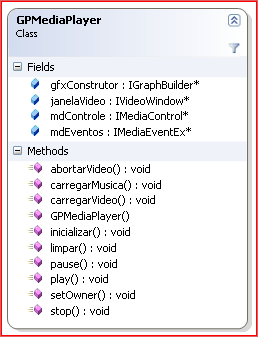 GPMediaPlayer
Class
Fields
gfxConstrutor : IGraphBuilder*
janelaVideo : IVideoWindow*
mdControle : IMediaControl*
mdEventos : IMediaEventEx*
Methods
abortarVideo() : void
carregarMusica() : void
carregarVideo() : void
GPMediaPlayer()
inicializar() : void
limpar() : void
pause() : void
play() : void
setOwner() : void
stop() : void